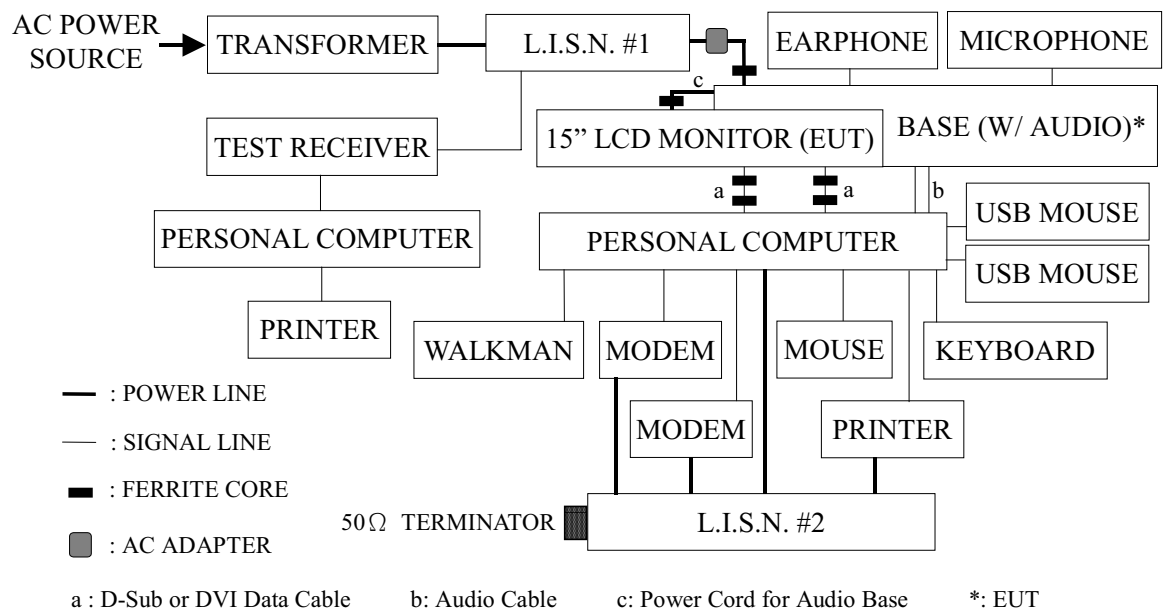 AC POWER
SOURCE
TRANSFORMER
L.I.S.N. #1
EARPHONE
MICROPHONE
c
BASE (W/ AUDIO)*
15” LCD MONITOR (EUT)
TEST RECEIVER
a
a
b
USB MOUSE
PERSONAL COMPUTER
PERSONAL COMPUTER
USB MOUSE
PRINTER
WALKMAN
MODEM
MOUSE
KEYBOARD
: POWER LINE
: SIGNAL LINE
MODEM
PRINTER
: FERRITE CORE
50Ω TERMINATOR
L.I.S.N. #2
: AC ADAPTER
a : D-Sub or DVI Data Cable
b: Audio Cable
c: Power Cord for Audio Base
*: EUT